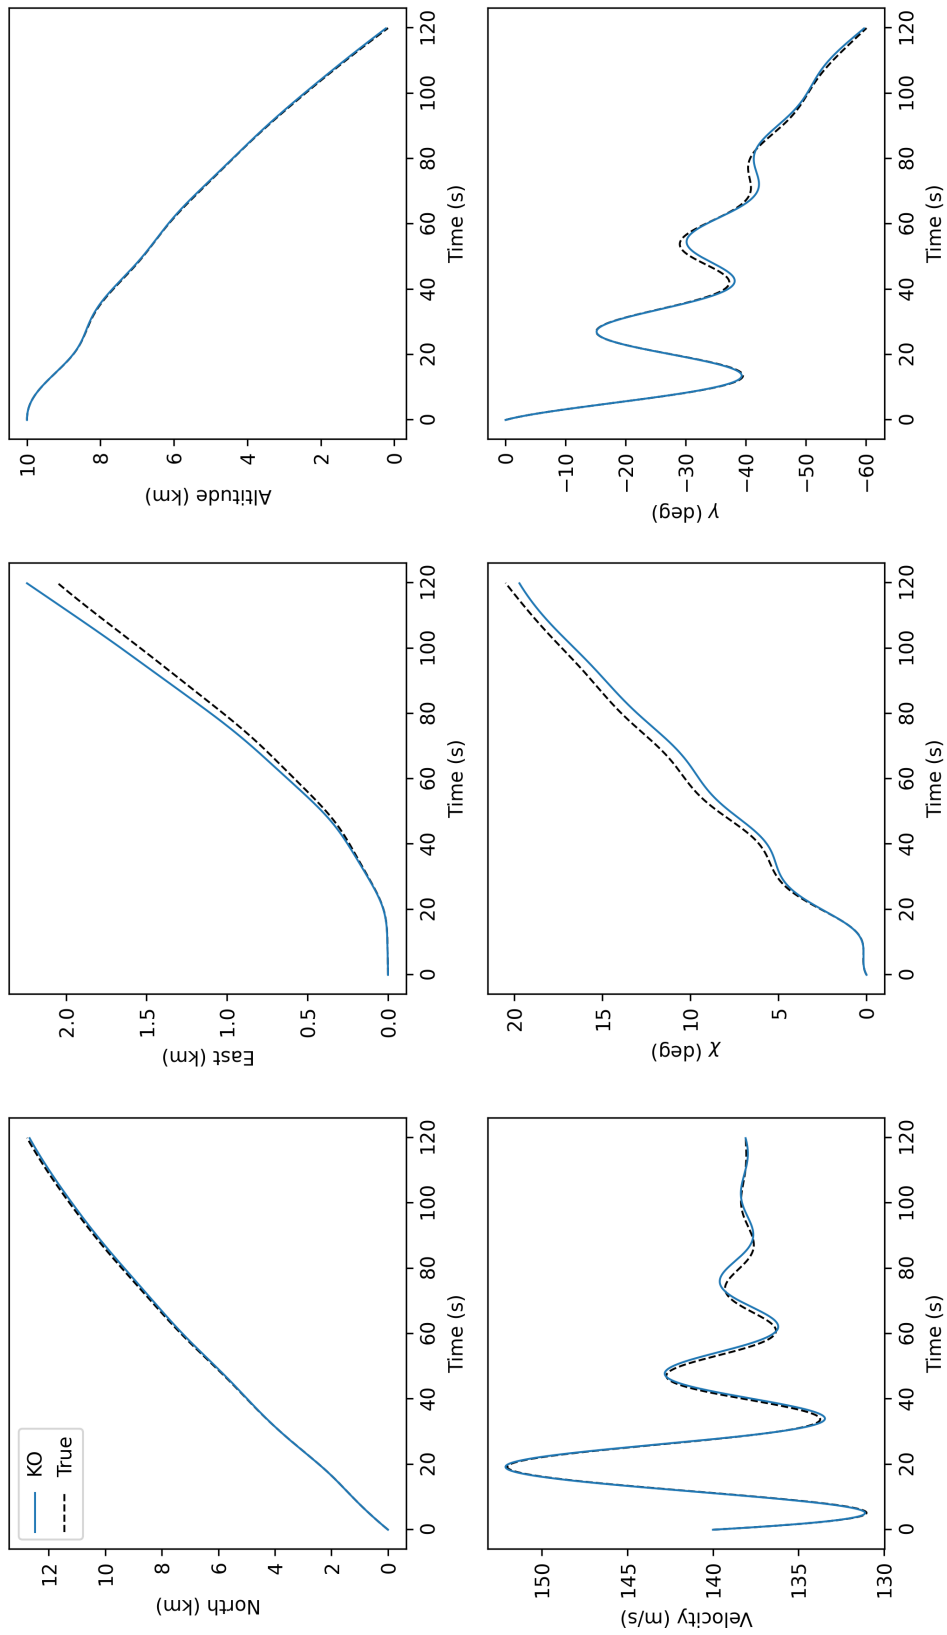 KO
True
12
10
8
6
4
2
0
North (km)
0 20 40 60 80 100 120
Time (s)
2.0
1.5
1.0
0.5
0.0
East (km)
0 20 40 60 80 100 120
Time (s)
10
8
6
4
2
0
Altitude (km)
0 20 40 60 80 100 120
Time (s)
150
145
140
135
130
Velocity (m/s)
0 20 40 60 80 100 120
Time (s)
20
15
10
5
0
χ (deg)
0 20 40 60 80 100 120
Time (s)
0
−10
−20
−30
−40
−50
−60
γ (deg)
0 20 40 60 80 100 120
Time (s)